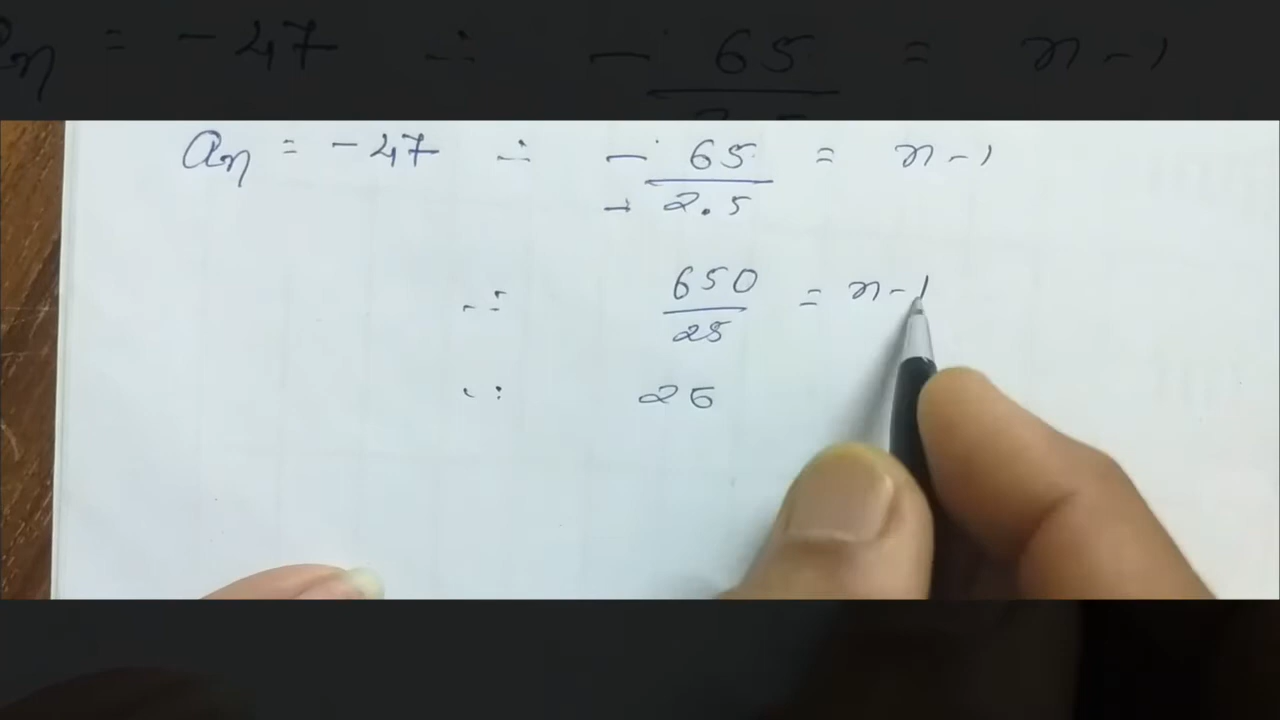 an = -47 ∴ - 65 / - 2.5 = n-1
∴ 650 / 25 = n-1
∴ 26